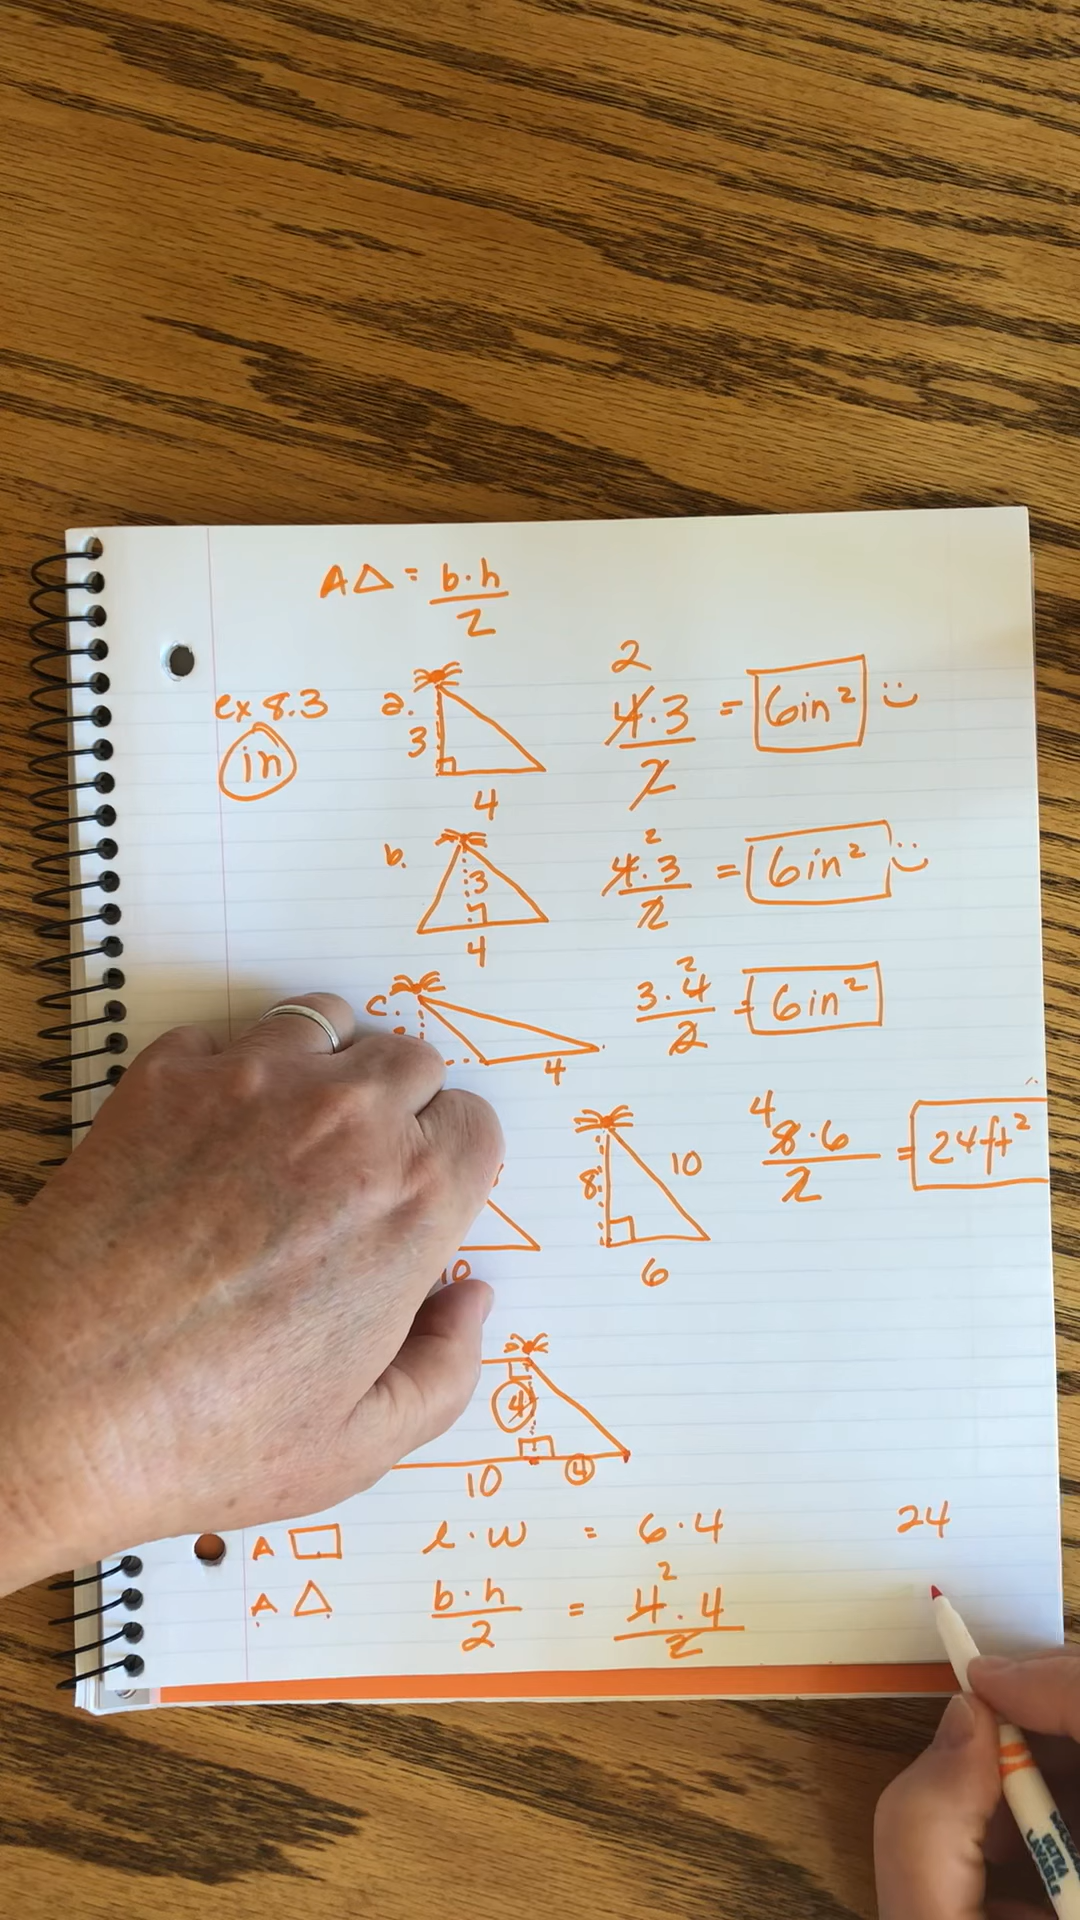 A△ = b·h/2
ex 8.3
in
a.
3
4
2
4·3/2 = 6in²
b.
3
4
2
4·3/2 = 6in²
c.
4
2
3·4/2 = 6in²
10
8
10
6
4
8·6/2 = 24ft²
4
10
4
A ▭ l·w = 6·4 24
A △ b·h/2 = 4·4/2
2
ULTRA